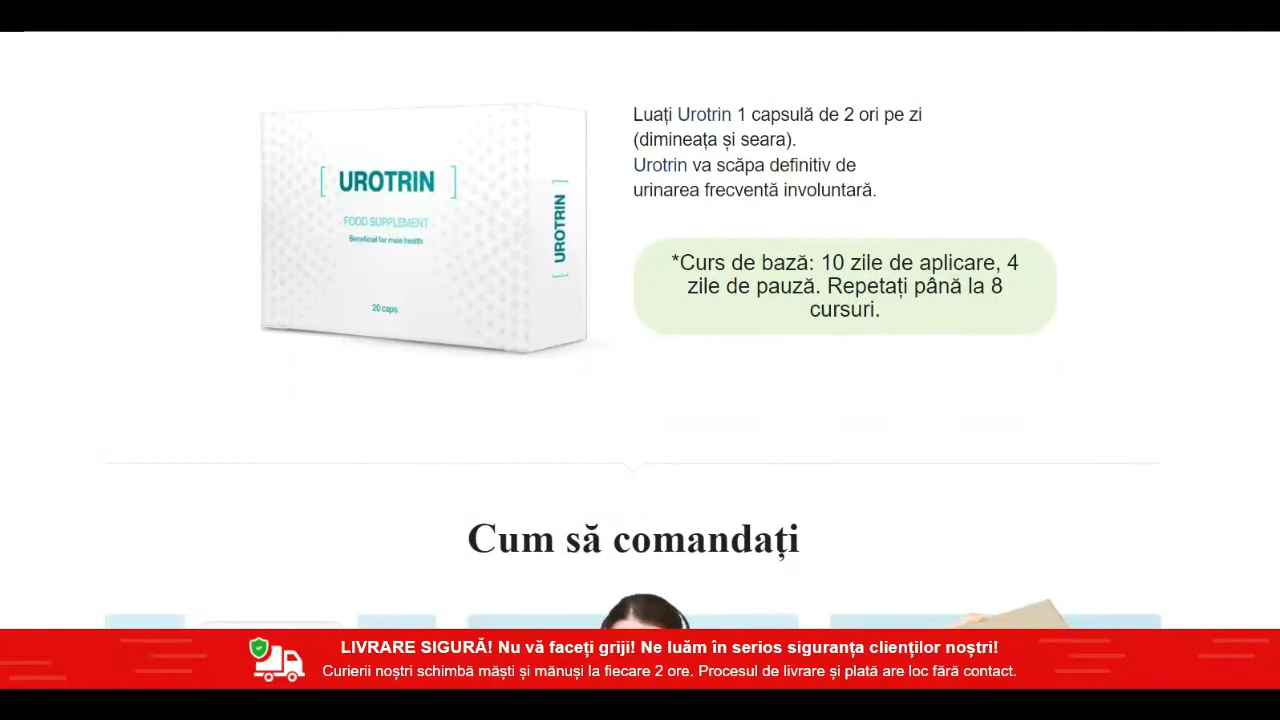 Luați Urotrin 1 capsulă de 2 ori pe zi
(dimineața și seara).
Urotrin va scăpa definitiv de
urinarea frecventă involuntară.
[ UROTRIN ]
FOOD SUPPLEMENT
Beneficial for male health
20 caps
[ UROTRIN ]
*Curs de bază: 10 zile de aplicare, 4
zile de pauză. Repetați până la 8
cursuri.
Cum să comandați
LIVRARE SIGURĂ! Nu vă faceți griji! Ne luăm în serios siguranța clienților noștri!
Curierii noștri schimbă măști și mănuși la fiecare 2 ore. Procesul de livrare și plată are loc fără contact.